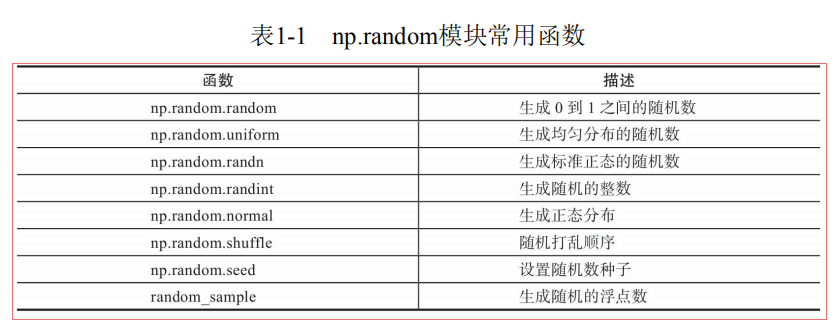 表1-1 np.random模块常用函数
函数 描述
np.random.random 生成 0 到 1 之间的随机数
np.random.uniform 生成均匀分布的随机数
np.random.randn 生成标准正态的随机数
np.random.randint 生成随机的整数
np.random.normal 生成正态分布
np.random.shuffle 随机打乱顺序
np.random.seed 设置随机数种子
random_sample 生成随机的浮点数